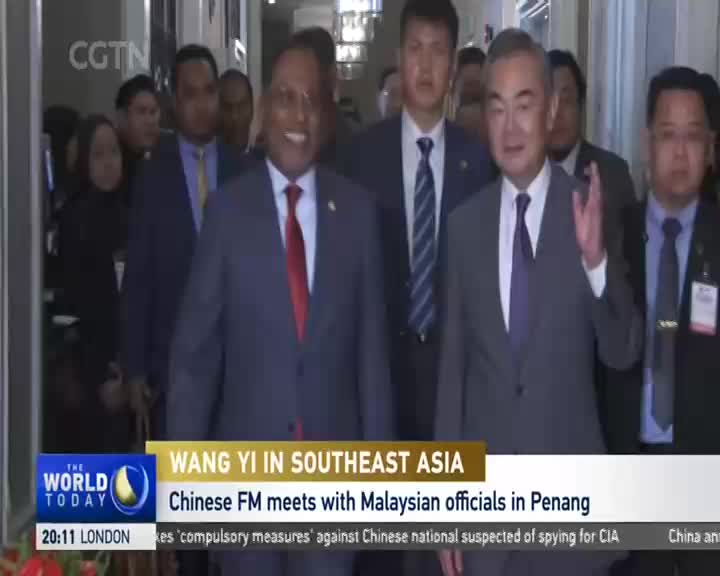 CGTN
WANG YI IN SOUTHEAST ASIA
THE
WORLD
TODAY
Chinese FM meets with Malaysian officials in Penang
20:11 LONDON
kes 'compulsory measures' against Chinese national suspected of spying for CIA
China an